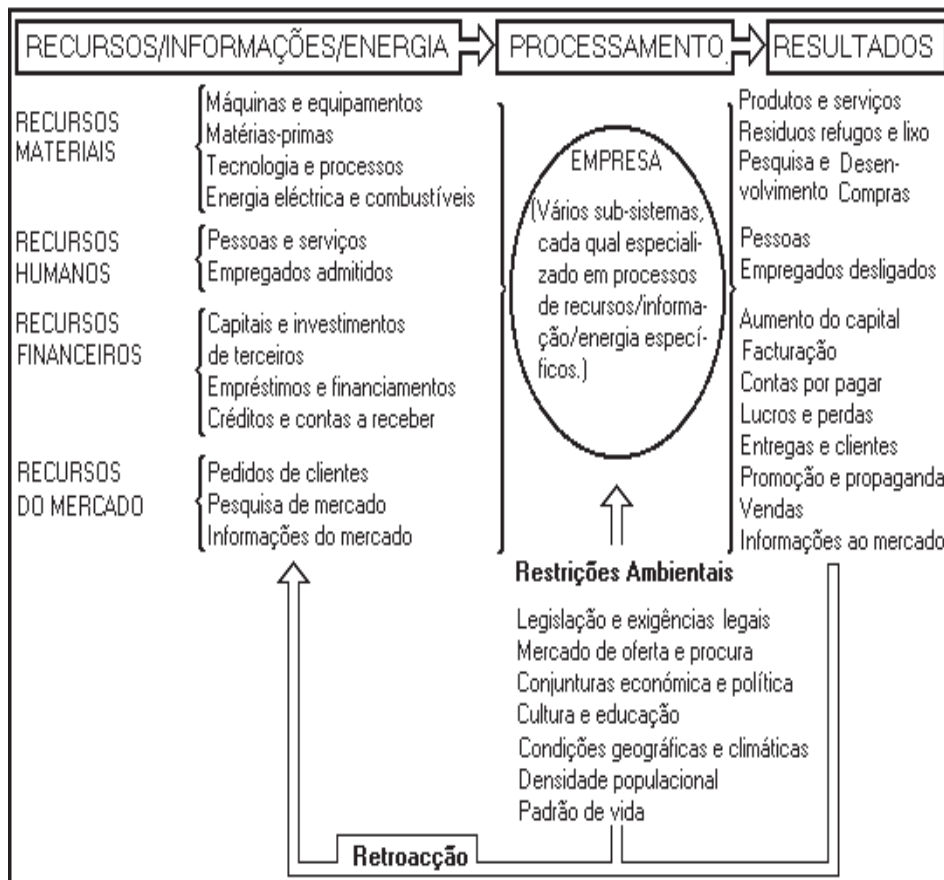 RECURSOS/INFORMAÇÕES/ENERGIA
PROCESSAMENTO
RESULTADOS
RECURSOS
MATERIAIS
Máquinas e equipamentos
Matérias-primas
Tecnologia e processos
Energia eléctrica e combustíveis
RECURSOS
HUMANOS
Pessoas e serviços
Empregados admitidos
RECURSOS
FINANCEIROS
Capitais e investimentos
de terceiros
Empréstimos e financiamentos
Créditos e contas a receber
RECURSOS
DO MERCADO
Pedidos de clientes
Pesquisa de mercado
Informações do mercado
EMPRESA
(Vários sub-sistemas,
cada qual especiali-
zado em processos
de recursos/informa-
ção/energia especí-
ficos.)
Produtos e serviços
Residuos refugos e lixo
Pesquisa e Desen-
volvimento Compras
Pessoas
Empregados desligados
Aumento do capital
Facturação
Contas por pagar
Lucros e perdas
Entregas e clientes
Promoção e propaganda
Vendas
Informações ao mercado
Restrições Ambientais
Legislação e exigências legais
Mercado de oferta e procura
Conjunturas económica e política
Cultura e educação
Condições geográficas e climáticas
Densidade populacional
Padrão de vida
Retroacção